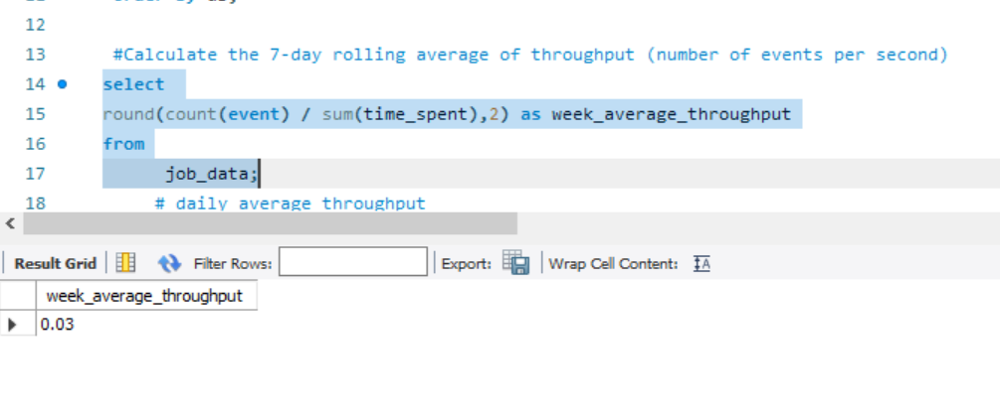 12
13 #Calculate the 7-day rolling average of throughput (number of events per second)
14 select
15 round(count(event) / sum(time_spent),2) as week_average_throughput
16 from
17 job_data;
18 # daily average throughput
Result Grid Filter Rows: Export: Wrap Cell Content: IA
week_average_throughput
0.03